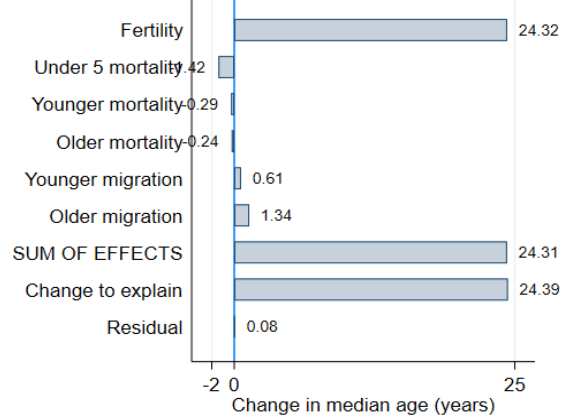 Fertility 24.32
Under 5 mortality -1.42
Younger mortality -0.29
Older mortality -0.24
Younger migration 0.61
Older migration 1.34
SUM OF EFFECTS 24.31
Change to explain 24.39
Residual 0.08
-2 0 25
Change in median age (years)